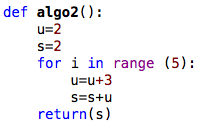 def algo2():
    u=2
    s=2
    for i in range (5):
        u=u+3
        s=s+u
    return(s)